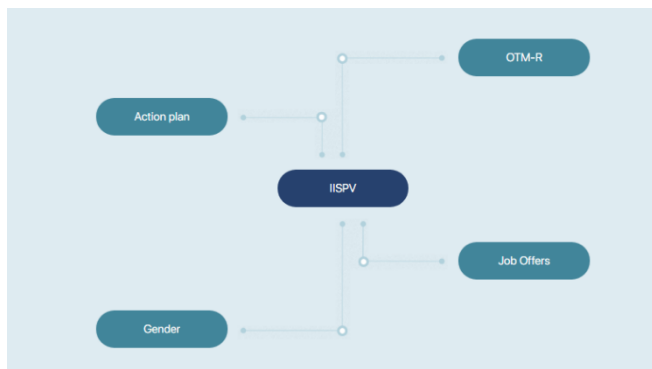 OTM-R
Action plan
IISPV
Job Offers
Gender